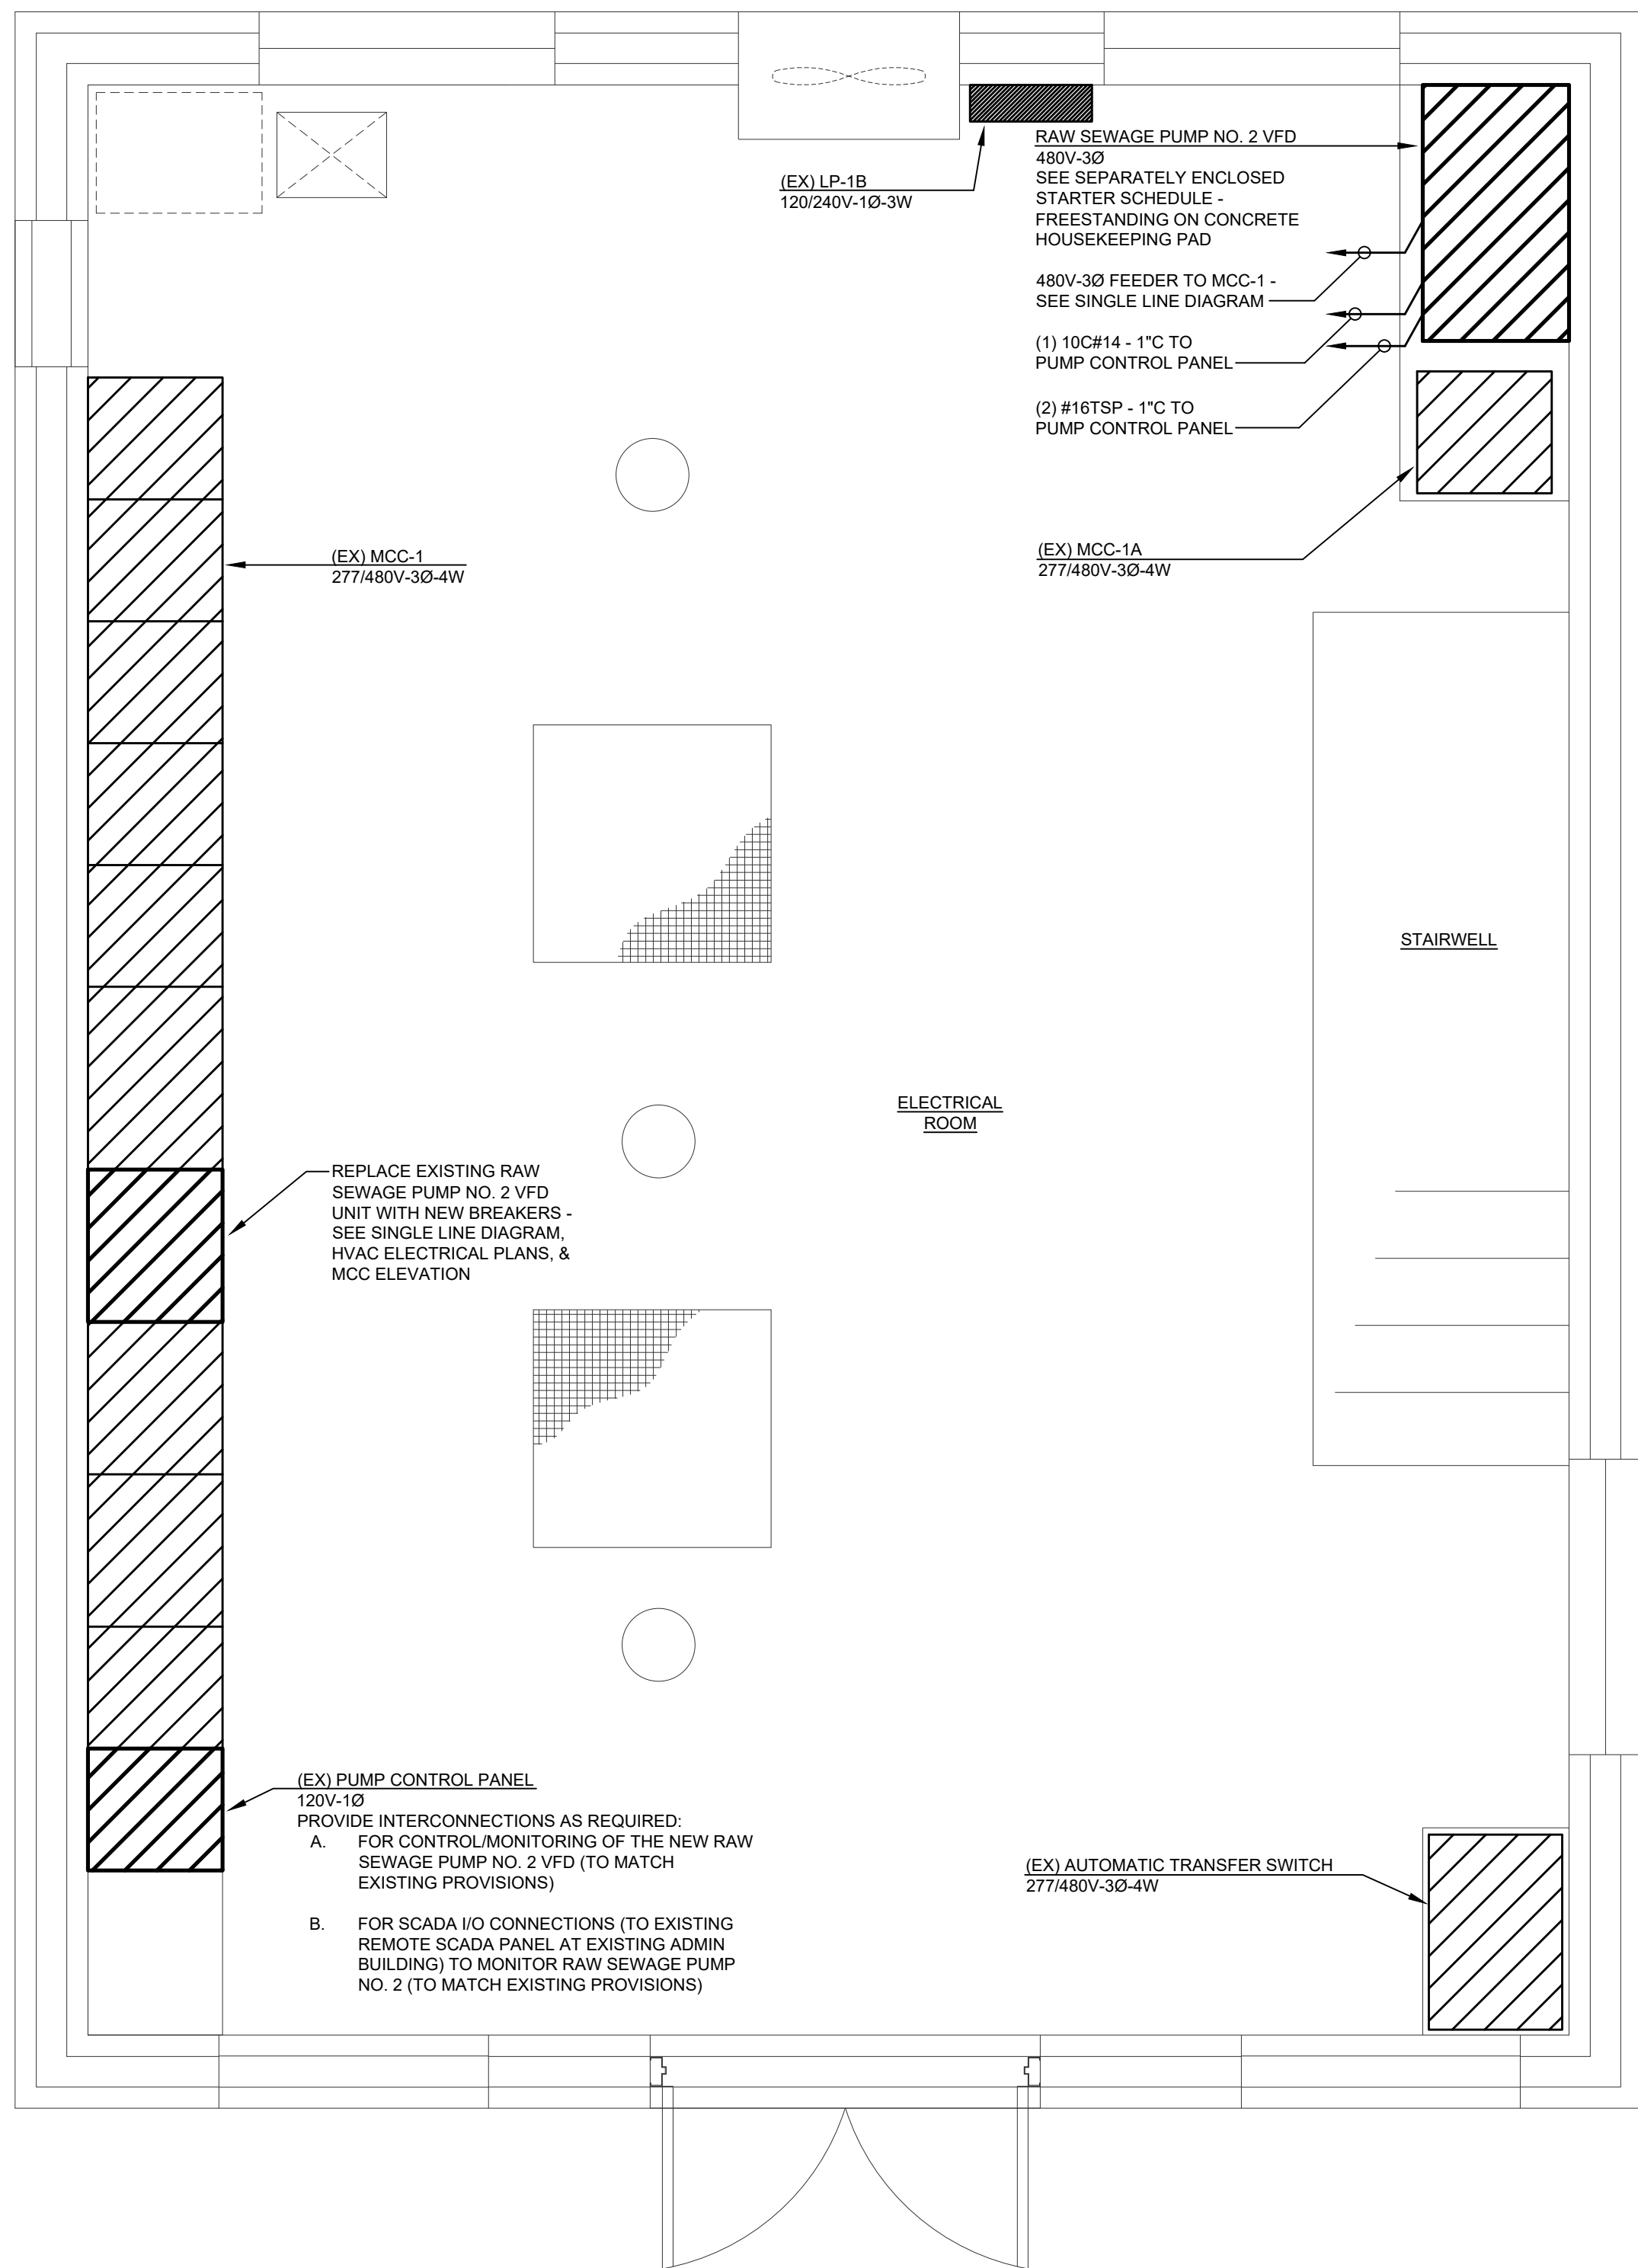 RAW SEWAGE PUMP NO. 2 VFD
480V-3Ø
SEE SEPARATELY ENCLOSED
STARTER SCHEDULE -
FREESTANDING ON CONCRETE
HOUSEKEEPING PAD
(EX) LP-1B
120/240V-1Ø-3W
480V-3Ø FEEDER TO MCC-1 -
SEE SINGLE LINE DIAGRAM
(1) 10C#14 - 1"C TO
PUMP CONTROL PANEL
(2) #16TSP - 1"C TO
PUMP CONTROL PANEL
(EX) MCC-1
277/480V-3Ø-4W
(EX) MCC-1A
277/480V-3Ø-4W
STAIRWELL
ELECTRICAL
ROOM
REPLACE EXISTING RAW
SEWAGE PUMP NO. 2 VFD
UNIT WITH NEW BREAKERS -
SEE SINGLE LINE DIAGRAM,
HVAC ELECTRICAL PLANS, &
MCC ELEVATION
(EX) PUMP CONTROL PANEL
120V-1Ø
PROVIDE INTERCONNECTIONS AS REQUIRED:
A. FOR CONTROL/MONITORING OF THE NEW RAW
SEWAGE PUMP NO. 2 VFD (TO MATCH
EXISTING PROVISIONS)
B. FOR SCADA I/O CONNECTIONS (TO EXISTING
REMOTE SCADA PANEL AT EXISTING ADMIN
BUILDING) TO MONITOR RAW SEWAGE PUMP
NO. 2 (TO MATCH EXISTING PROVISIONS)
(EX) AUTOMATIC TRANSFER SWITCH
277/480V-3Ø-4W